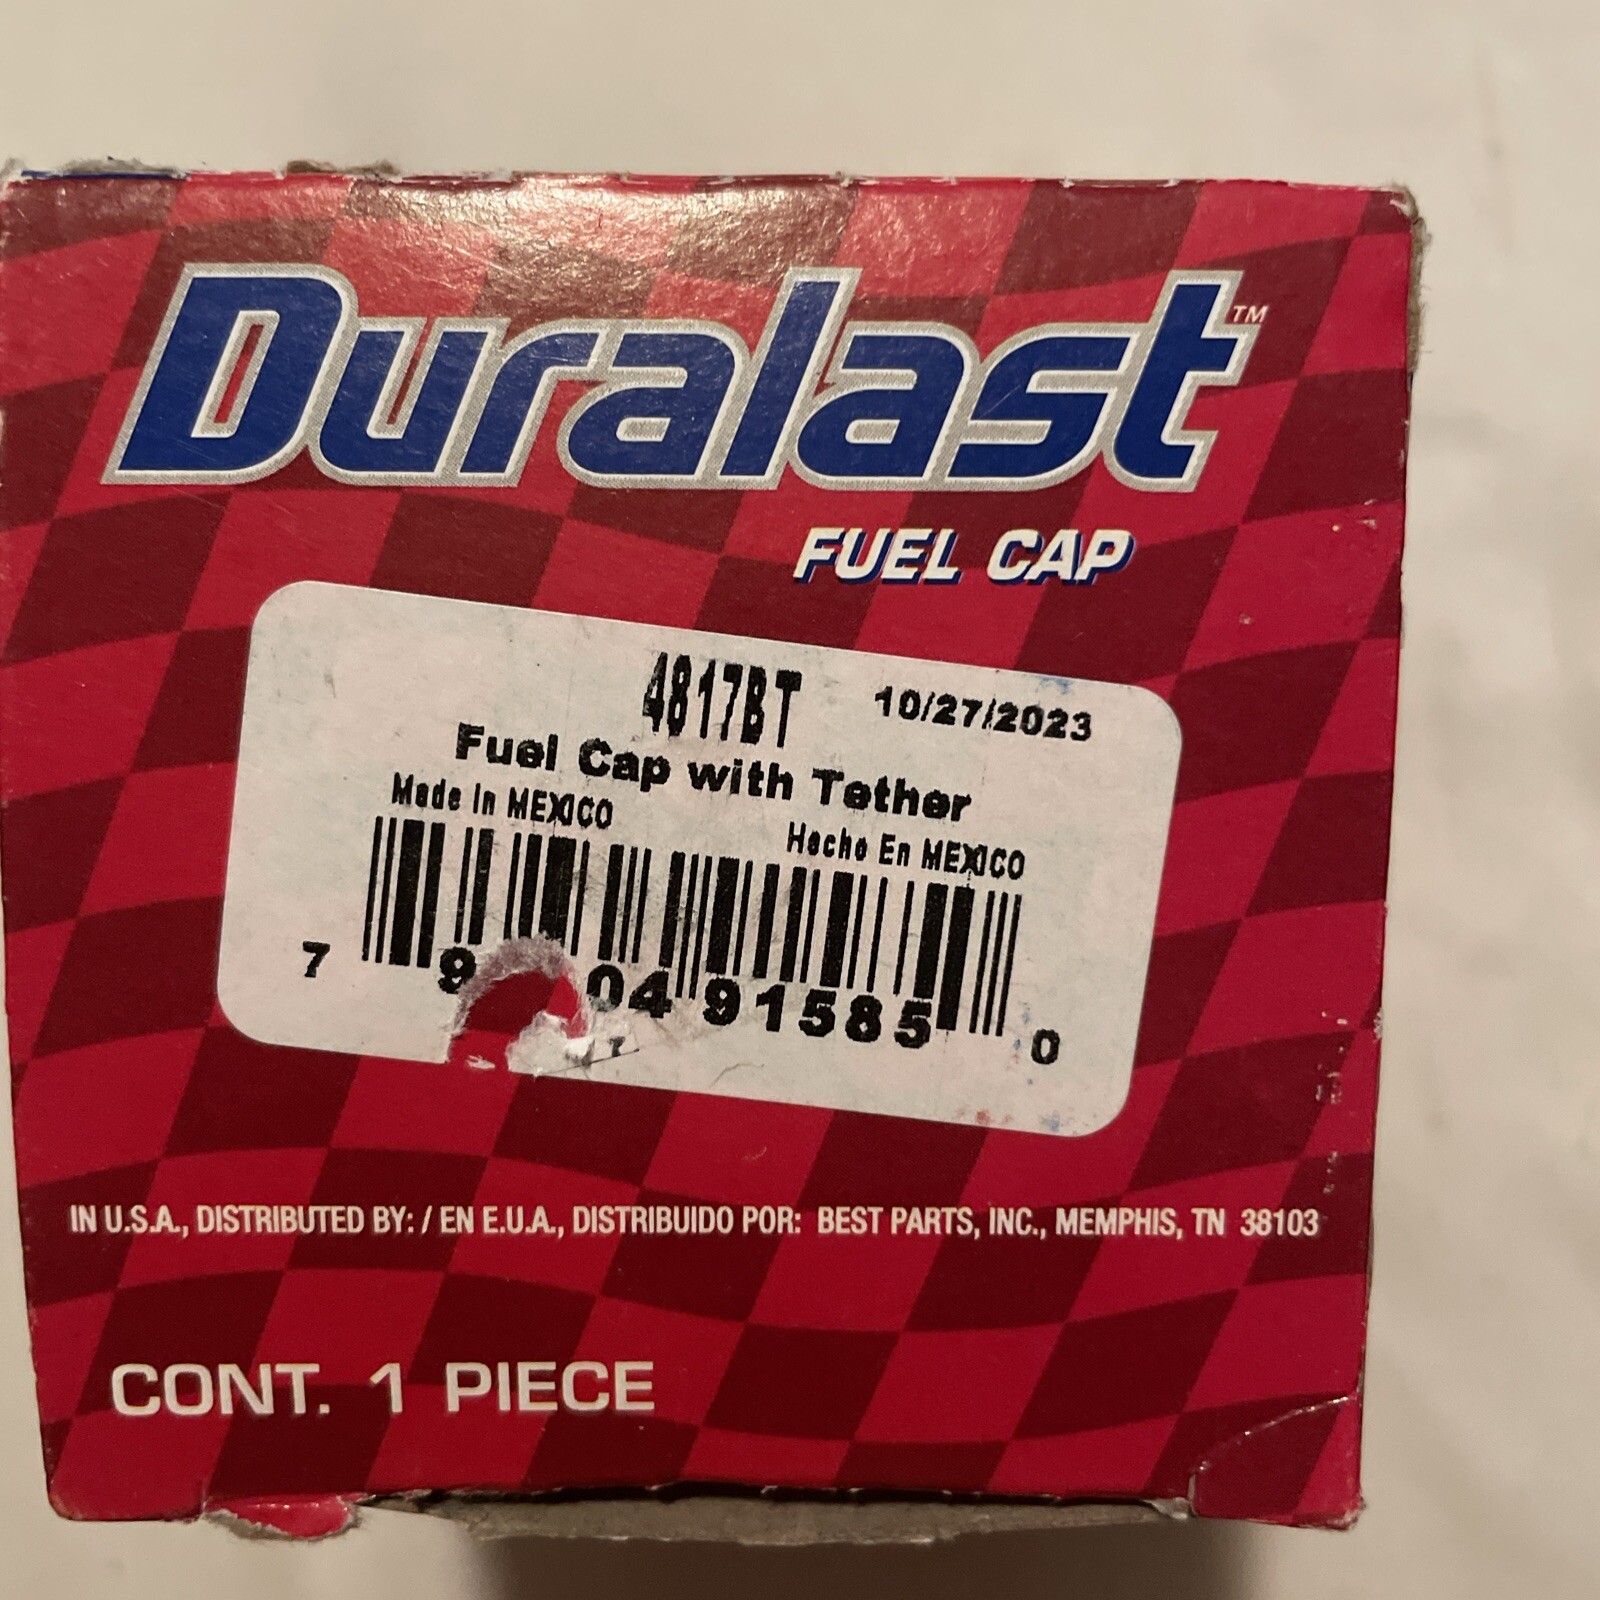 Duralast™
FUEL CAP
4817BT 10/27/2023
Fuel Cap with Tether
Made in MEXICO
Hecho En MEXICO
7 9 04 91585 0
IN U.S.A., DISTRIBUTED BY: / EN E.U.A., DISTRIBUIDO POR: BEST PARTS, INC., MEMPHIS, TN 38103
CONT. 1 PIECE